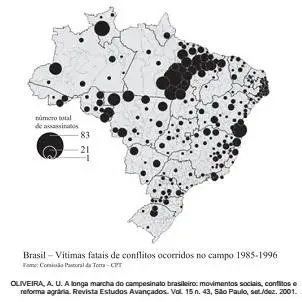 número total
de assassinatos
83
21
1
Brasil – Vítimas fatais de conflitos ocorridos no campo 1985-1996
Fonte: Comissão Pastoral da Terra – CPT
OLIVEIRA, A. U. A longa marcha do campesinato brasileiro: movimentos sociais, conflitos e
reforma agrária. Revista Estudos Avançados. Vol. 15 n. 43, São Paulo, set./dez. 2001.